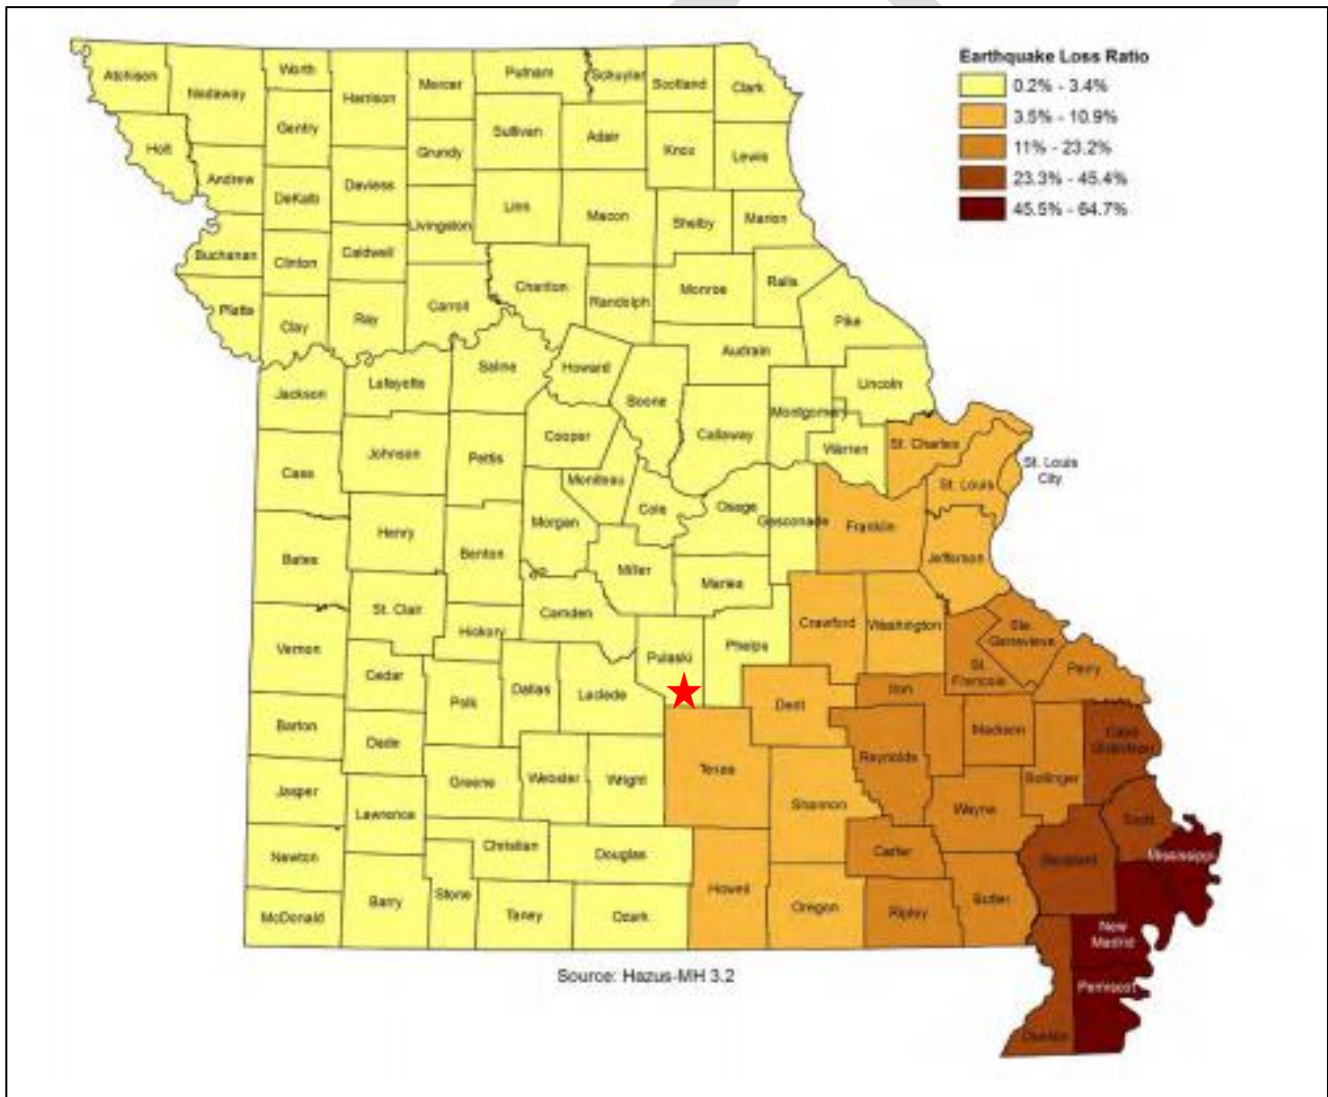 Earthquake Loss Ratio
0.2% - 3.4%
3.5% - 10.9%
11% - 23.2%
23.3% - 45.4%
45.5% - 64.7%
Atchison
Nodaway
Worth
Harrison
Mercer
Putnam
Schuyler
Scotland
Clark
Holt
Gentry
Sullivan
Adair
Knox
Lewis
Grundy
Andrew
DeKalb
Daviess
Livingston
Linn
Macon
Shelby
Marion
Buchanan
Clinton
Caldwell
Chariton
Randolph
Monroe
Ralls
Platte
Clay
Ray
Carroll
Pike
Audrain
Saline
Howard
Jackson
Lafayette
Boone
Lincoln
Montgomery
Callaway
Cooper
Warren
St. Charles
Johnson
Pettis
Cass
Moniteau
St. Louis
St. Louis
City
Cole
Osage
Gasconade
Franklin
Morgan
Henry
Benton
Bates
Miller
Maries
Jefferson
St. Clair
Camden
Hickory
Crawford
Washington
Ste.
Genevieve
Vernon
Pulaski
Phelps
St.
Francois
Perry
Cedar
Polk
Dallas
Laclede
Dent
Iron
Barton
Dade
Madison
Cape
Girardeau
Texas
Reynolds
Bollinger
Greene
Webster
Wright
Jasper
Shannon
Wayne
Scott
Lawrence
Christian
Douglas
Carter
Stoddard
Mississippi
Newton
Howell
Barry
Stone
Taney
Ozark
Oregon
Ripley
Butler
McDonald
New
Madrid
Pemiscot
Dunklin
Source: Hazus-MH 3.2